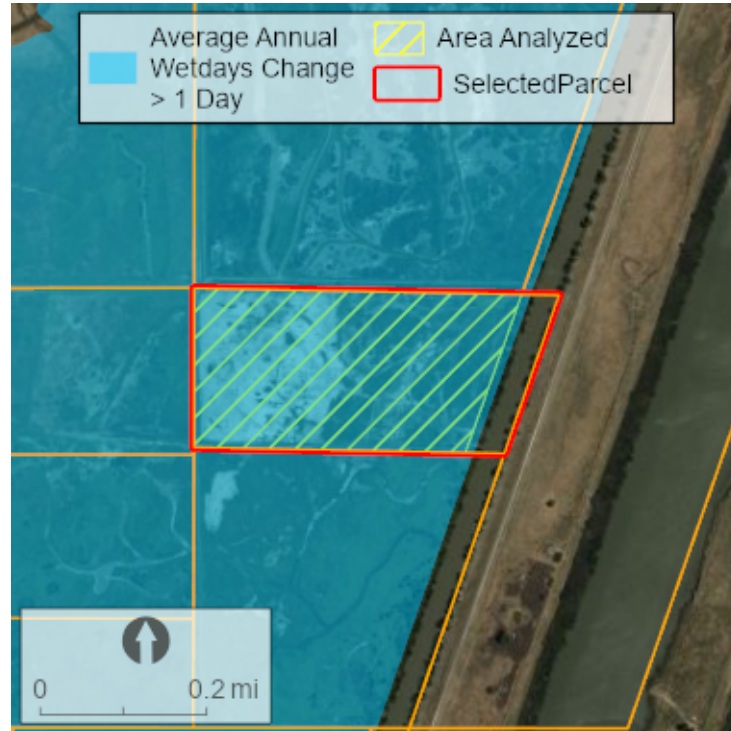 Average Annual
Wetdays Change
> 1 Day
Area Analyzed
SelectedParcel
0
0.2 mi